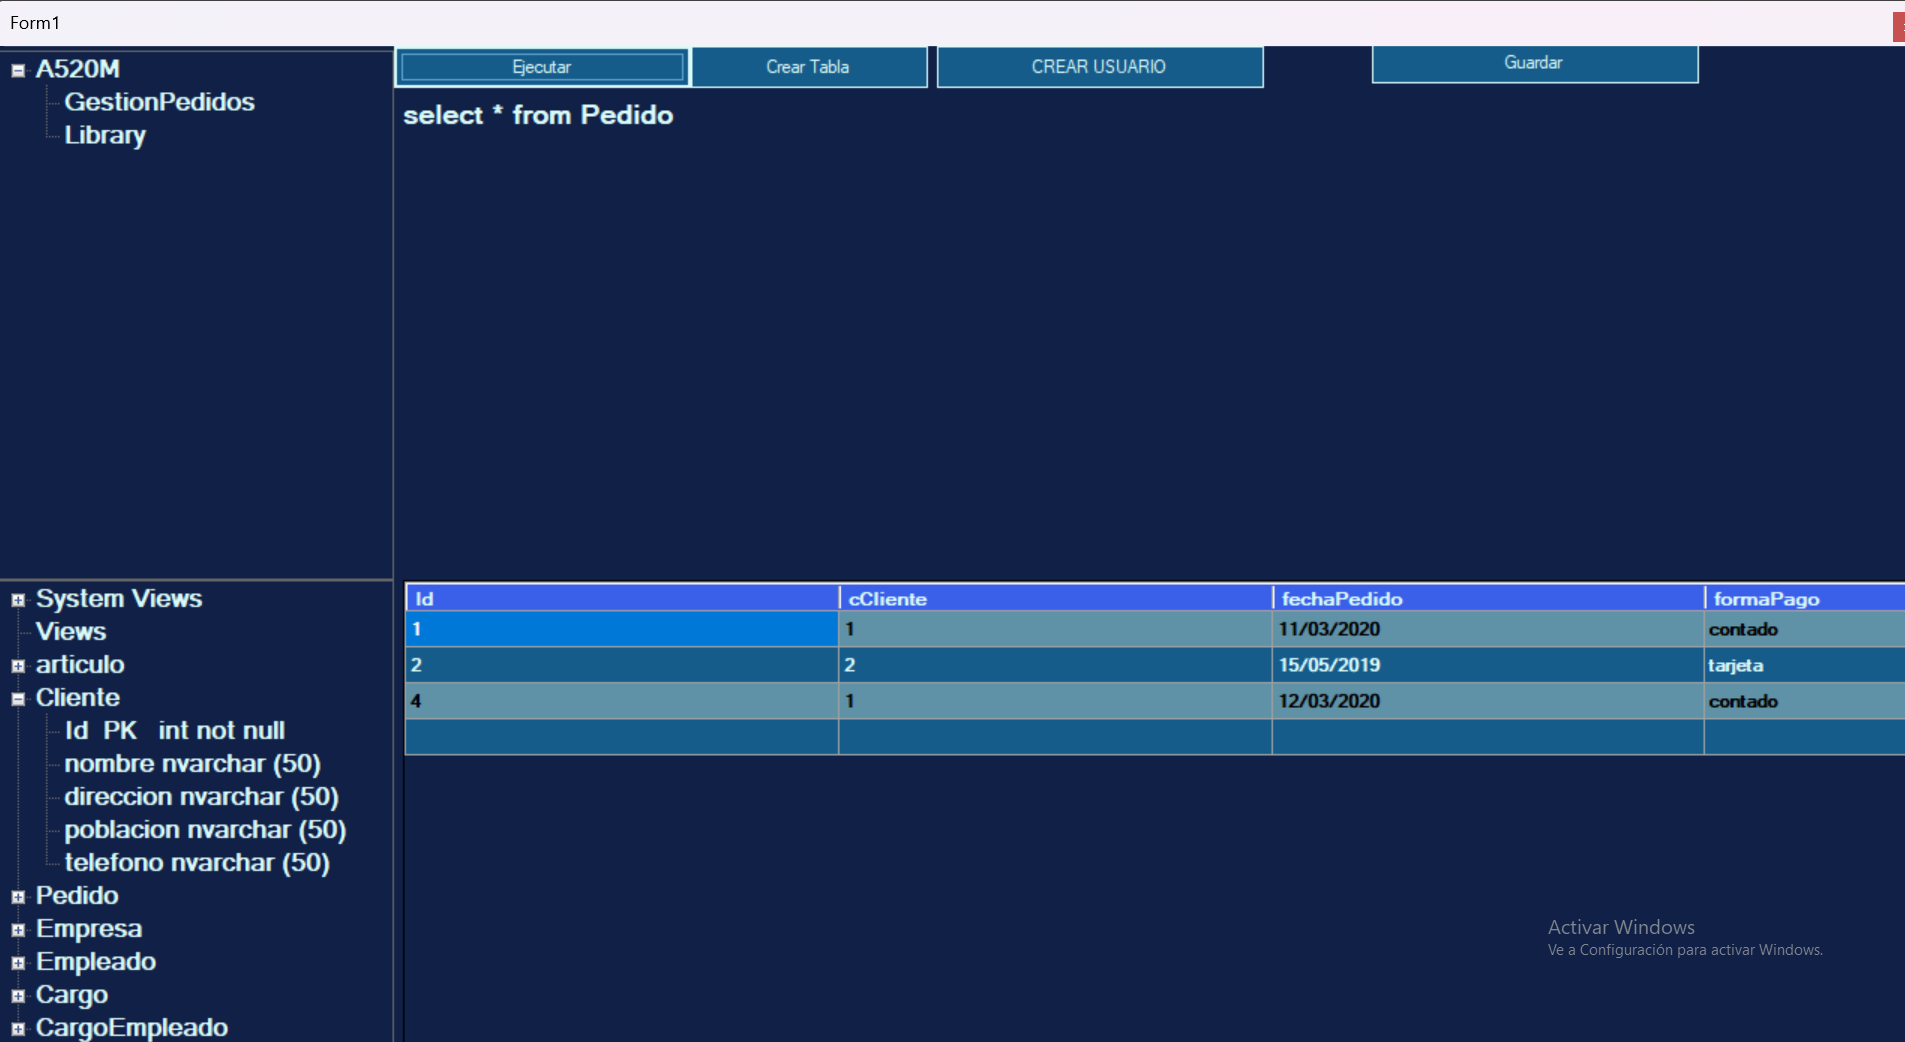 Form1
A520M
GestionPedidos
Library
Ejecutar
Crear Tabla
CREAR USUARIO
Guardar
select * from Pedido
System Views
Views
articulo
Cliente
Id  PK   int not null
nombre nvarchar (50)
direccion nvarchar (50)
poblacion nvarchar (50)
telefono nvarchar (50)
Pedido
Empresa
Empleado
Cargo
CargoEmpleado
Id cCliente fechaPedido formaPago
1 1 11/03/2020 contado
2 2 15/05/2019 tarjeta
4 1 12/03/2020 contado
Activar Windows
Ve a Configuración para activar Windows.